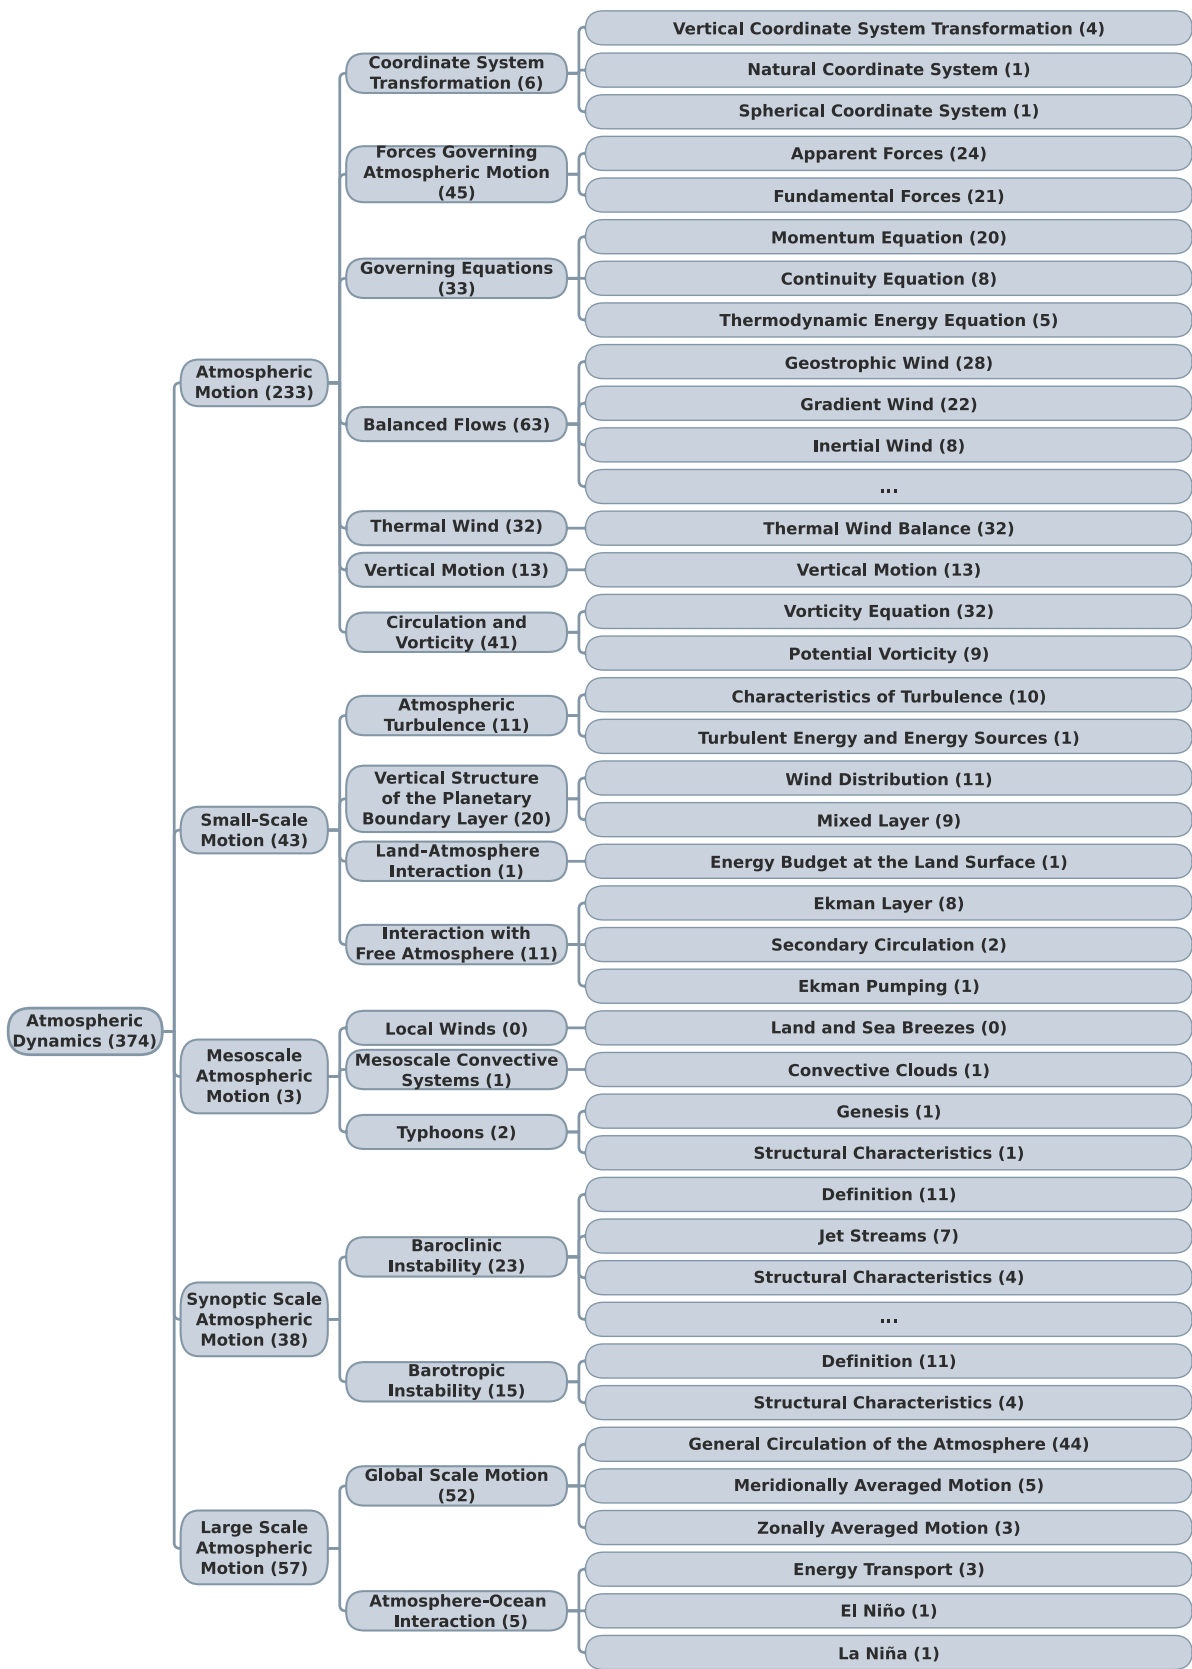 Vertical Coordinate System Transformation (4)
Coordinate System
Transformation (6)
Natural Coordinate System (1)
Spherical Coordinate System (1)
Forces Governing
Atmospheric Motion
(45)
Apparent Forces (24)
Fundamental Forces (21)
Momentum Equation (20)
Governing Equations
(33)
Continuity Equation (8)
Thermodynamic Energy Equation (5)
Atmospheric
Motion (233)
Geostrophic Wind (28)
Gradient Wind (22)
Balanced Flows (63)
Inertial Wind (8)
...
Thermal Wind (32)
Thermal Wind Balance (32)
Vertical Motion (13)
Vertical Motion (13)
Circulation and
Vorticity (41)
Vorticity Equation (32)
Potential Vorticity (9)
Atmospheric
Turbulence (11)
Characteristics of Turbulence (10)
Turbulent Energy and Energy Sources (1)
Vertical Structure
of the Planetary
Boundary Layer (20)
Wind Distribution (11)
Mixed Layer (9)
Small-Scale
Motion (43)
Land-Atmosphere
Interaction (1)
Energy Budget at the Land Surface (1)
Ekman Layer (8)
Interaction with
Free Atmosphere (11)
Secondary Circulation (2)
Ekman Pumping (1)
Atmospheric
Dynamics (374)
Local Winds (0)
Land and Sea Breezes (0)
Mesoscale
Atmospheric
Motion (3)
Mesoscale Convective
Systems (1)
Convective Clouds (1)
Typhoons (2)
Genesis (1)
Structural Characteristics (1)
Definition (11)
Baroclinic
Instability (23)
Jet Streams (7)
Structural Characteristics (4)
...
Synoptic Scale
Atmospheric
Motion (38)
Barotropic
Instability (15)
Definition (11)
Structural Characteristics (4)
General Circulation of the Atmosphere (44)
Global Scale Motion
(52)
Meridionally Averaged Motion (5)
Zonally Averaged Motion (3)
Large Scale
Atmospheric
Motion (57)
Energy Transport (3)
Atmosphere-Ocean
Interaction (5)
El Niño (1)
La Niña (1)